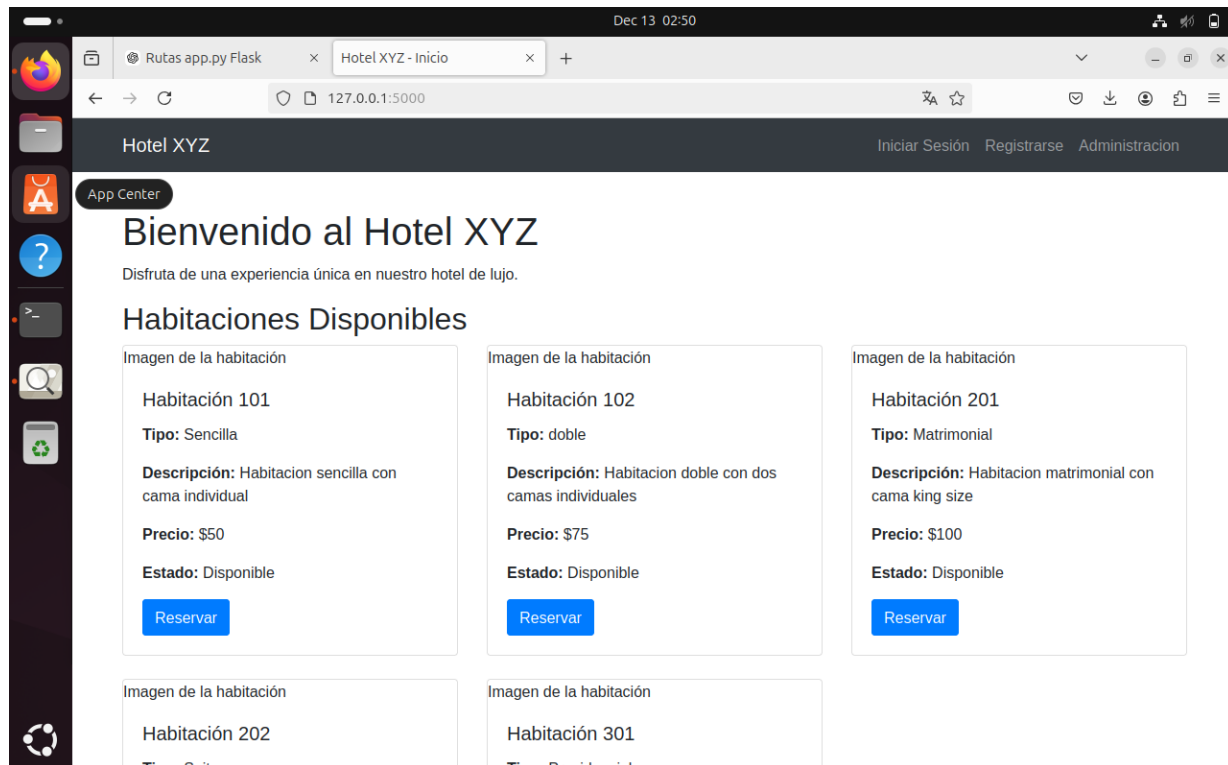 Dec 13 02:50
Rutas app.py Flask
Hotel XYZ - Inicio
127.0.0.1:5000
Hotel XYZ
Iniciar Sesión Registrarse Administracion
App Center
Bienvenido al Hotel XYZ
Disfruta de una experiencia única en nuestro hotel de lujo.
Habitaciones Disponibles
Imagen de la habitación
Habitación 101
Tipo: Sencilla
Descripción: Habitacion sencilla con
cama individual
Precio: $50
Estado: Disponible
Reservar
Imagen de la habitación
Habitación 102
Tipo: doble
Descripción: Habitacion doble con dos
camas individuales
Precio: $75
Estado: Disponible
Reservar
Imagen de la habitación
Habitación 201
Tipo: Matrimonial
Descripción: Habitacion matrimonial con
cama king size
Precio: $100
Estado: Disponible
Reservar
Imagen de la habitación
Habitación 202
Imagen de la habitación
Habitación 301